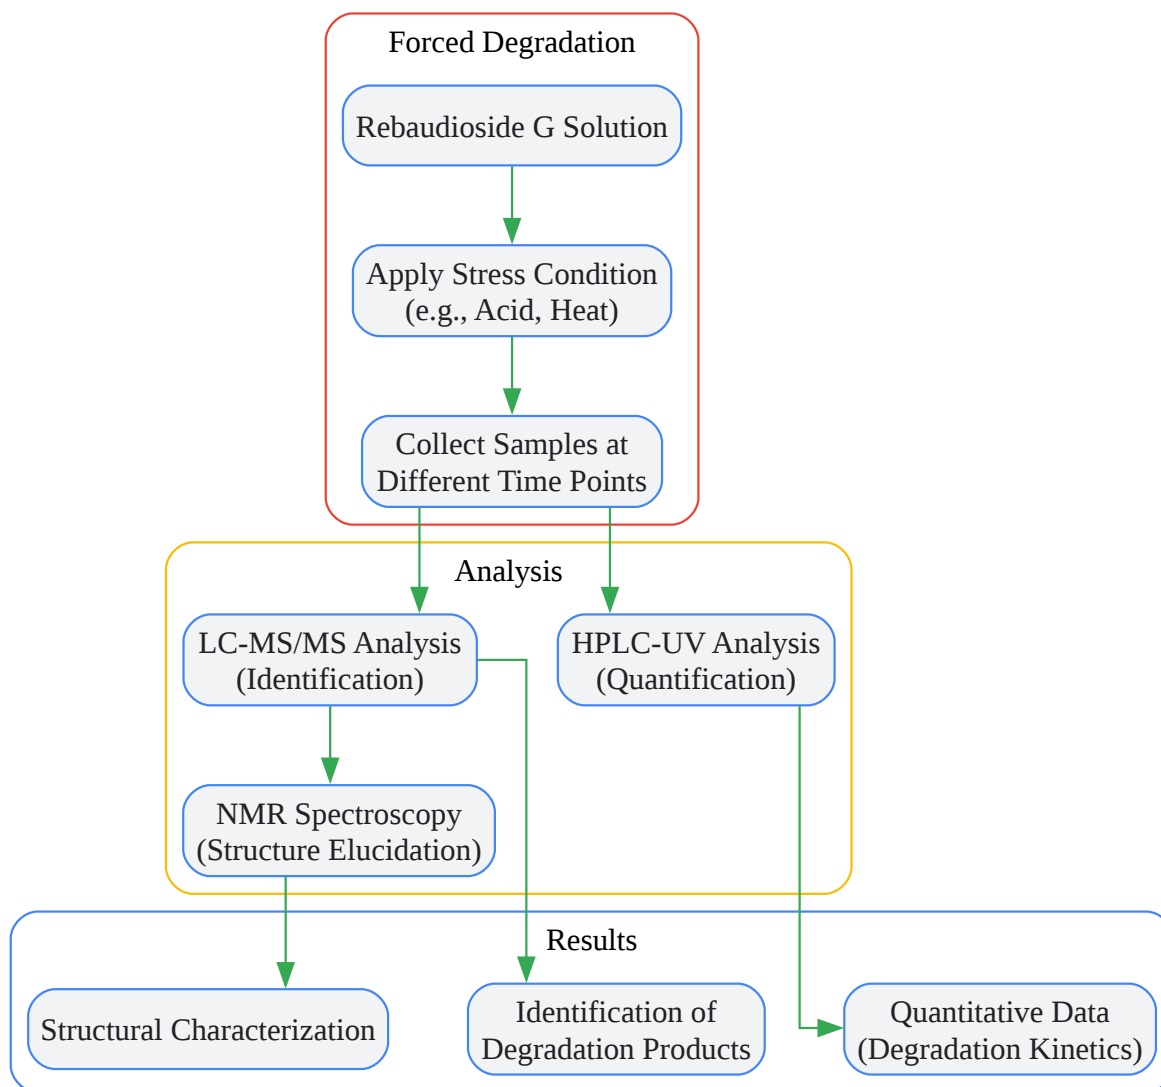 Forced Degradation
Rebaudioside G Solution
Apply Stress Condition
(e.g., Acid, Heat)
Collect Samples at
Different Time Points
Analysis
LC-MS/MS Analysis
(Identification)
HPLC-UV Analysis
(Quantification)
NMR Spectroscopy
(Structure Elucidation)
Results
Structural Characterization
Identification of
Degradation Products
Quantitative Data
(Degradation Kinetics)